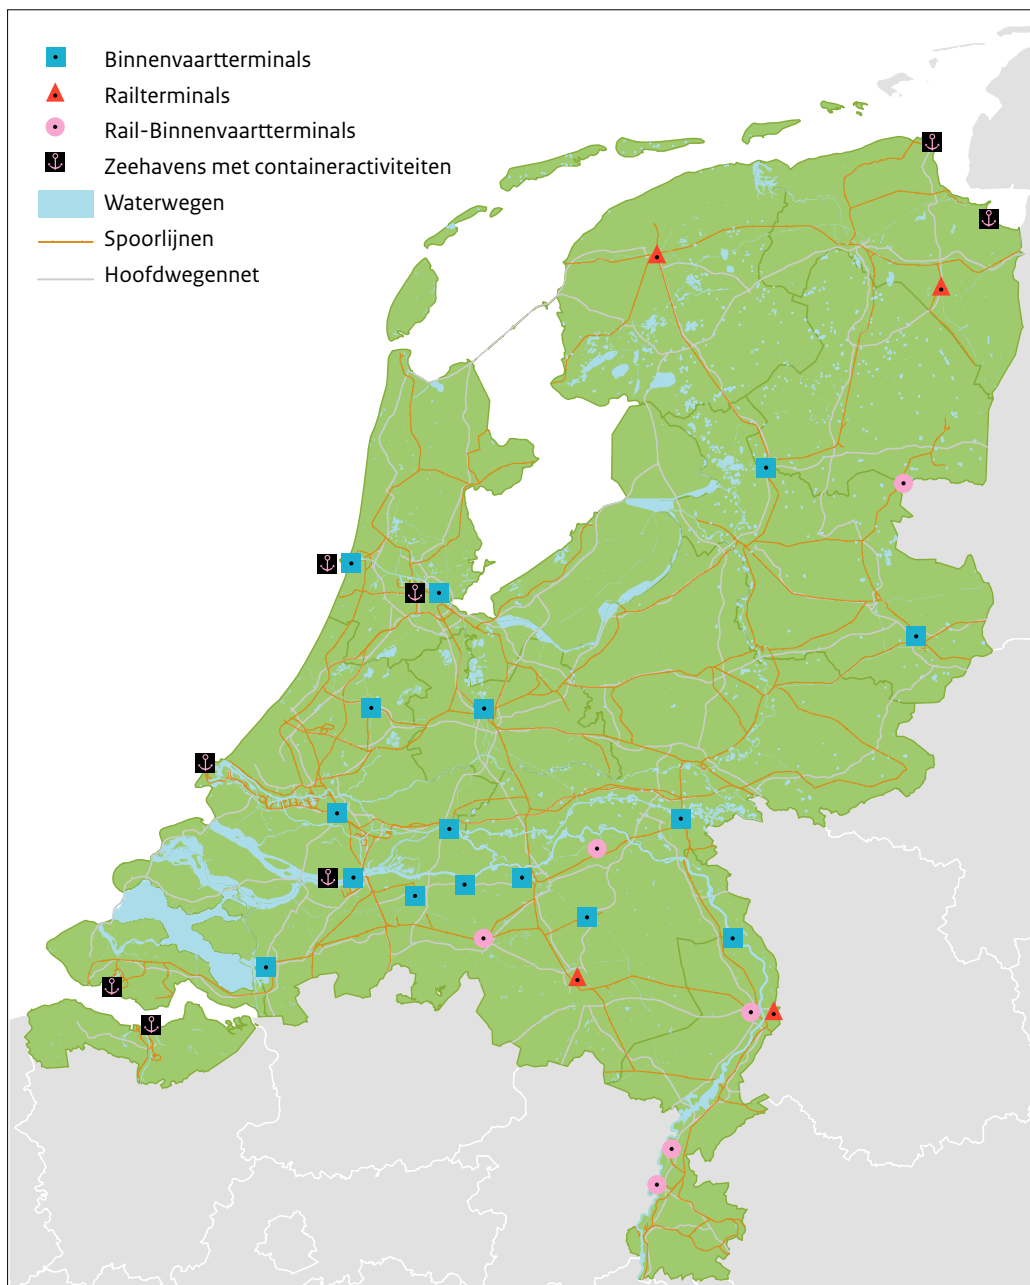 Binnenvaartterminals
Railterminals
Rail-Binnenvaartterminals
Zeehavens met containeractiviteiten
Waterwegen
Spoorlijnen
Hoofdwegennet